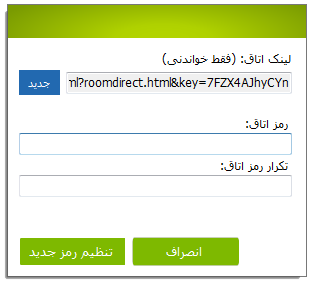 لینک اتاق: (فقط خواندنی)
ml?roomdirect.html&key=7FZX4AJhyCYn جدید
رمز اتاق:
تکرار رمز اتاق:
انصراف تنظیم رمز جدید